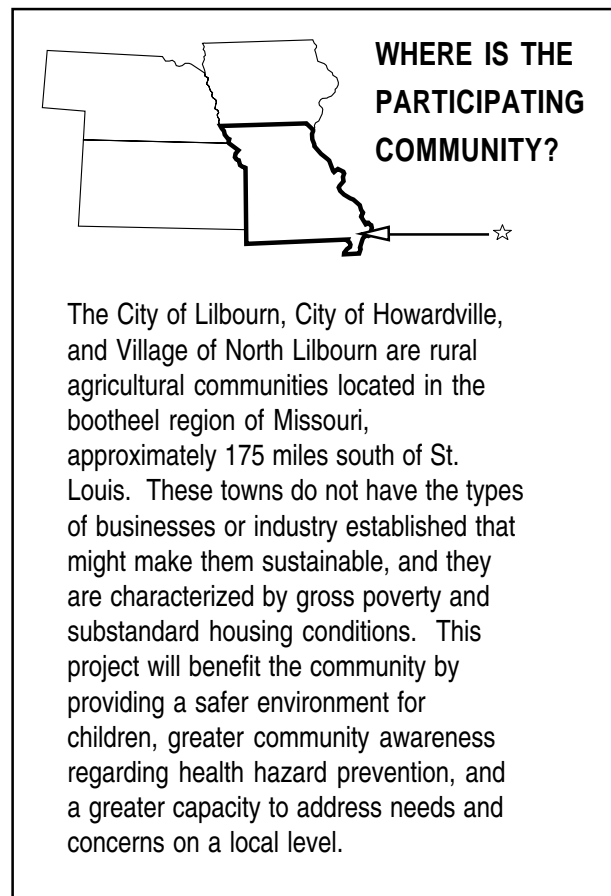 WHERE IS THE
PARTICIPATING
COMMUNITY?
The City of Lilbourn, City of Howardville,
and Village of North Lilbourn are rural
agricultural communities located in the
bootheel region of Missouri,
approximately 175 miles south of St.
Louis.  These towns do not have the types
of businesses or industry established that
might make them sustainable, and they
are characterized by gross poverty and
substandard housing conditions.  This
project will benefit the community by
providing a safer environment for
children, greater community awareness
regarding health hazard prevention, and
a greater capacity to address needs and
concerns on a local level.